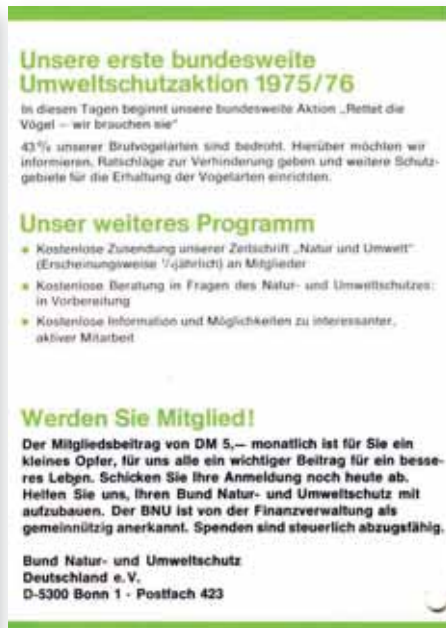 Unsere erste bundesweite
Umweltschutzaktion 1975/76
In diesen Tagen beginnt unsere bundesweite Aktion „Rettet die
Vögel – wir brauchen sie“
43 % unserer Brutvogelarten sind bedroht. Hierüber möchten wir
informieren, Ratschläge zur Verhinderung geben und weitere Schutz-
gebiete für die Erhaltung der Vogelarten einrichten.
Unser weiteres Programm
• Kostenlose Zusendung unserer Zeitschrift „Natur und Umwelt“
(Erscheinungsweise ¼jährlich) an Mitglieder
• Kostenlose Beratung in Fragen des Natur- und Umweltschutzes:
in Vorbereitung
• Kostenlose Information und Möglichkeiten zu interessanter,
aktiver Mitarbeit
Werden Sie Mitglied!
Der Mitgliedsbeitrag von DM 5,— monatlich ist für Sie ein
kleines Opfer, für uns alle ein wichtiger Beitrag für ein besse-
res Leben. Schicken Sie Ihre Anmeldung noch heute ab.
Helfen Sie uns, Ihren Bund Natur- und Umweltschutz mit
aufzubauen. Der BNU ist von der Finanzverwaltung als
gemeinnützig anerkannt. Spenden sind steuerlich abzugsfähig.
Bund Natur- und Umweltschutz
Deutschland e. V.
D-5300 Bonn 1 - Postfach 423